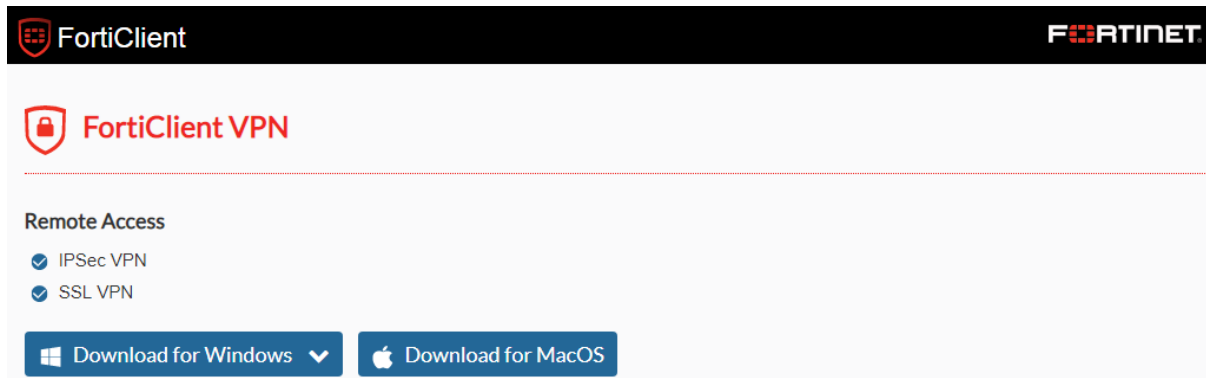 FortiClient
FORTINET
FortiClient VPN
Remote Access
IPSec VPN
SSL VPN
Download for Windows
Download for MacOS